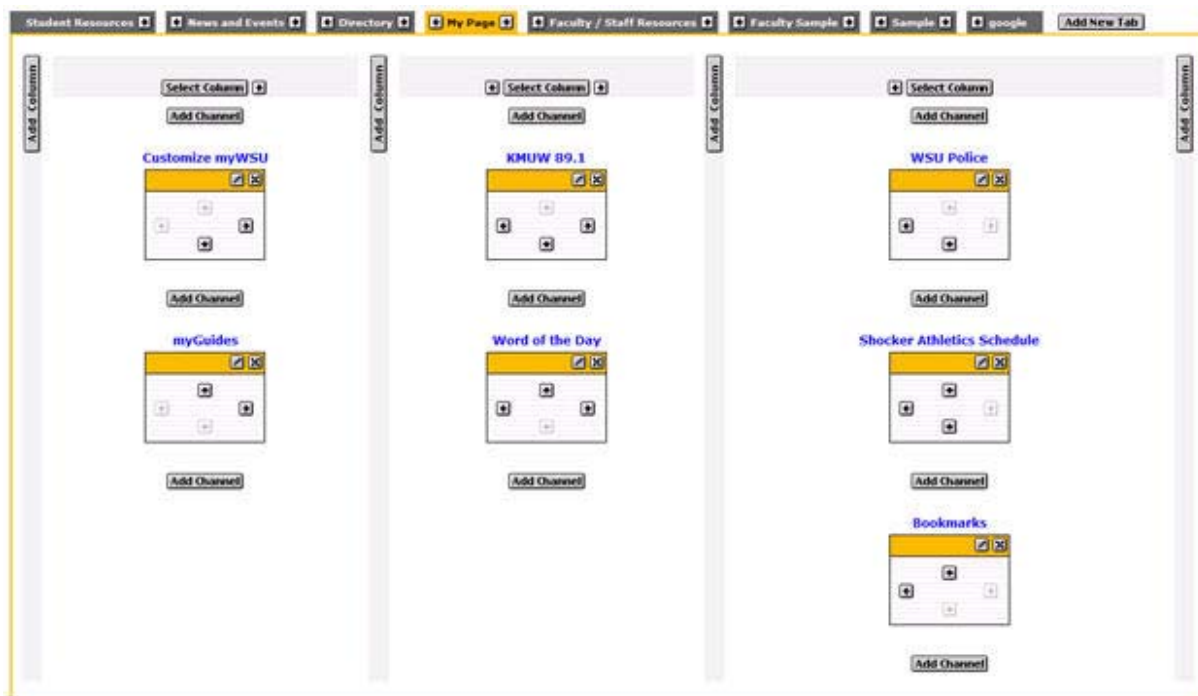 Student Resources News and Events Directory My Page Faculty / Staff Resources Faculty Sample Sample google Add New Tab
Add Column
Select Column
Add Channel
Customize myWSU
Add Channel
myGuides
Add Channel
Add Column
Select Column
Add Channel
KMUW 89.1
Add Channel
Word of the Day
Add Channel
Add Column
Select Column
Add Channel
WSU Police
Add Channel
Shocker Athletics Schedule
Add Channel
Bookmarks
Add Channel
Add Column